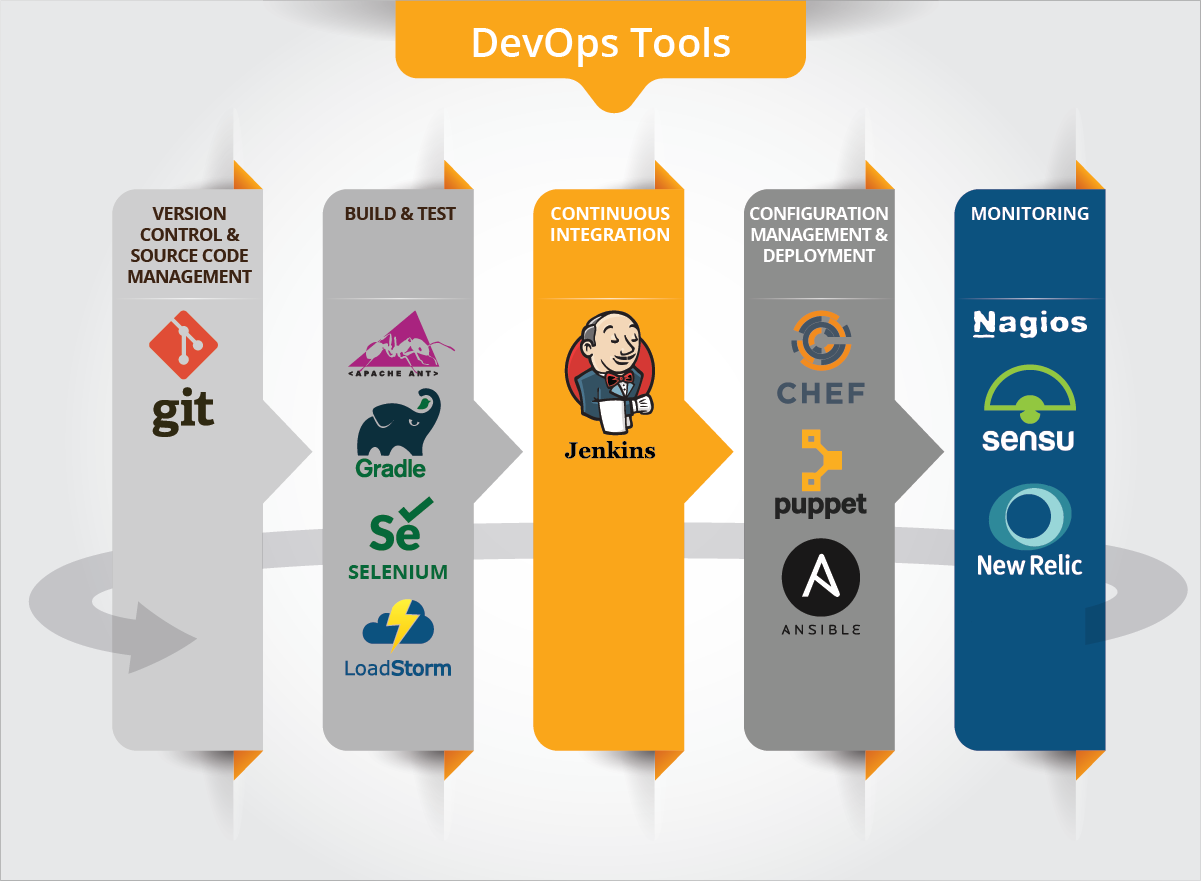 DevOps Tools
VERSION
CONTROL &
SOURCE CODE
MANAGEMENT
git
BUILD & TEST
<APACHE ANT>
Gradle
Se
SELENIUM
LoadStorm
CONTINUOUS
INTEGRATION
Jenkins
CONFIGURATION
MANAGEMENT &
DEPLOYMENT
CHEF
puppet
A
ANSIBLE
MONITORING
Nagios
sensu
New Relic